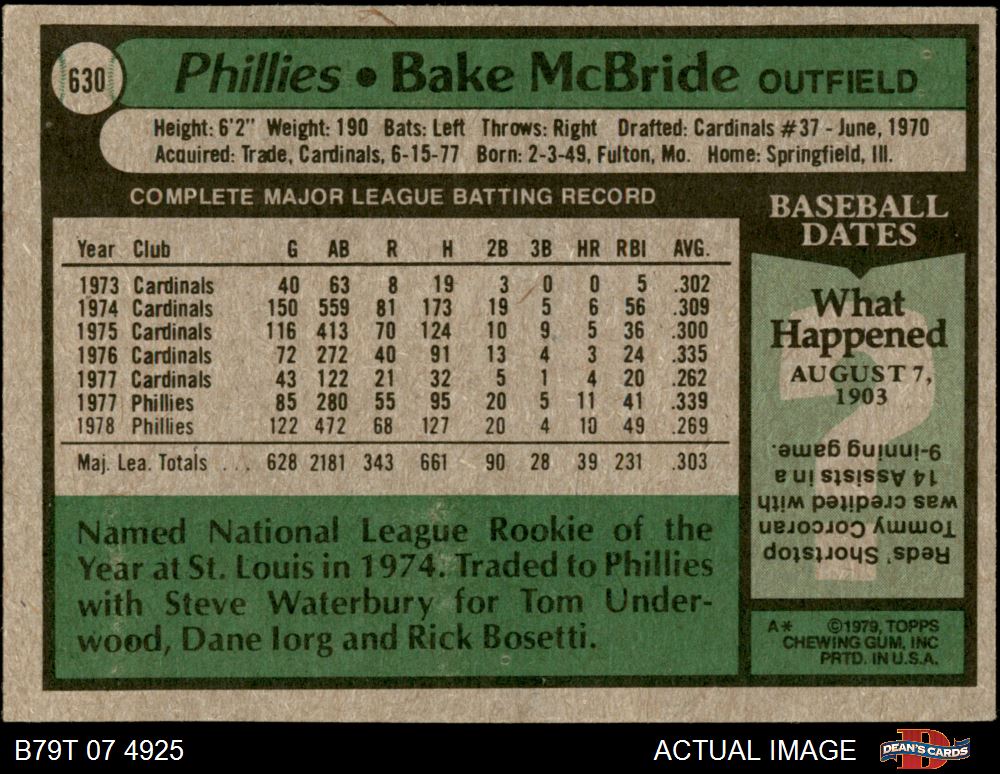 630
Phillies • Bake McBride OUTFIELD
Height: 6'2" Weight: 190 Bats: Left Throws: Right Drafted: Cardinals #37 - June, 1970
Acquired: Trade, Cardinals, 6-15-77 Born: 2-3-49, Fulton, Mo. Home: Springfield, Ill.
COMPLETE MAJOR LEAGUE BATTING RECORD
Year Club G AB R H 2B 3B HR RBI AVG.
1973 Cardinals 40 63 8 19 3 0 0 5 .302
1974 Cardinals 150 559 81 173 19 5 6 56 .309
1975 Cardinals 116 413 70 124 10 9 5 36 .300
1976 Cardinals 72 272 40 91 13 4 3 24 .335
1977 Cardinals 43 122 21 32 5 1 4 20 .262
1977 Phillies 85 280 55 95 20 5 11 41 .339
1978 Phillies 122 472 68 127 20 4 10 49 .269
Maj. Lea. Totals ... 628 2181 343 661 90 28 39 231 .303
Named National League Rookie of the
Year at St. Louis in 1974. Traded to Phillies
with Steve Waterbury for Tom Under-
wood, Dane Iorg and Rick Bosetti.
BASEBALL
DATES
What
Happened
AUGUST 7,
1903
Reds' Shortstop
Tommy Corcoran
was credited with
14 Assists in a
9-inning game.
A* ©1979, TOPPS
CHEWING GUM, INC
PRTD. IN U.S.A.
B79T 07 4925
ACTUAL IMAGE
DEAN'S CARDS